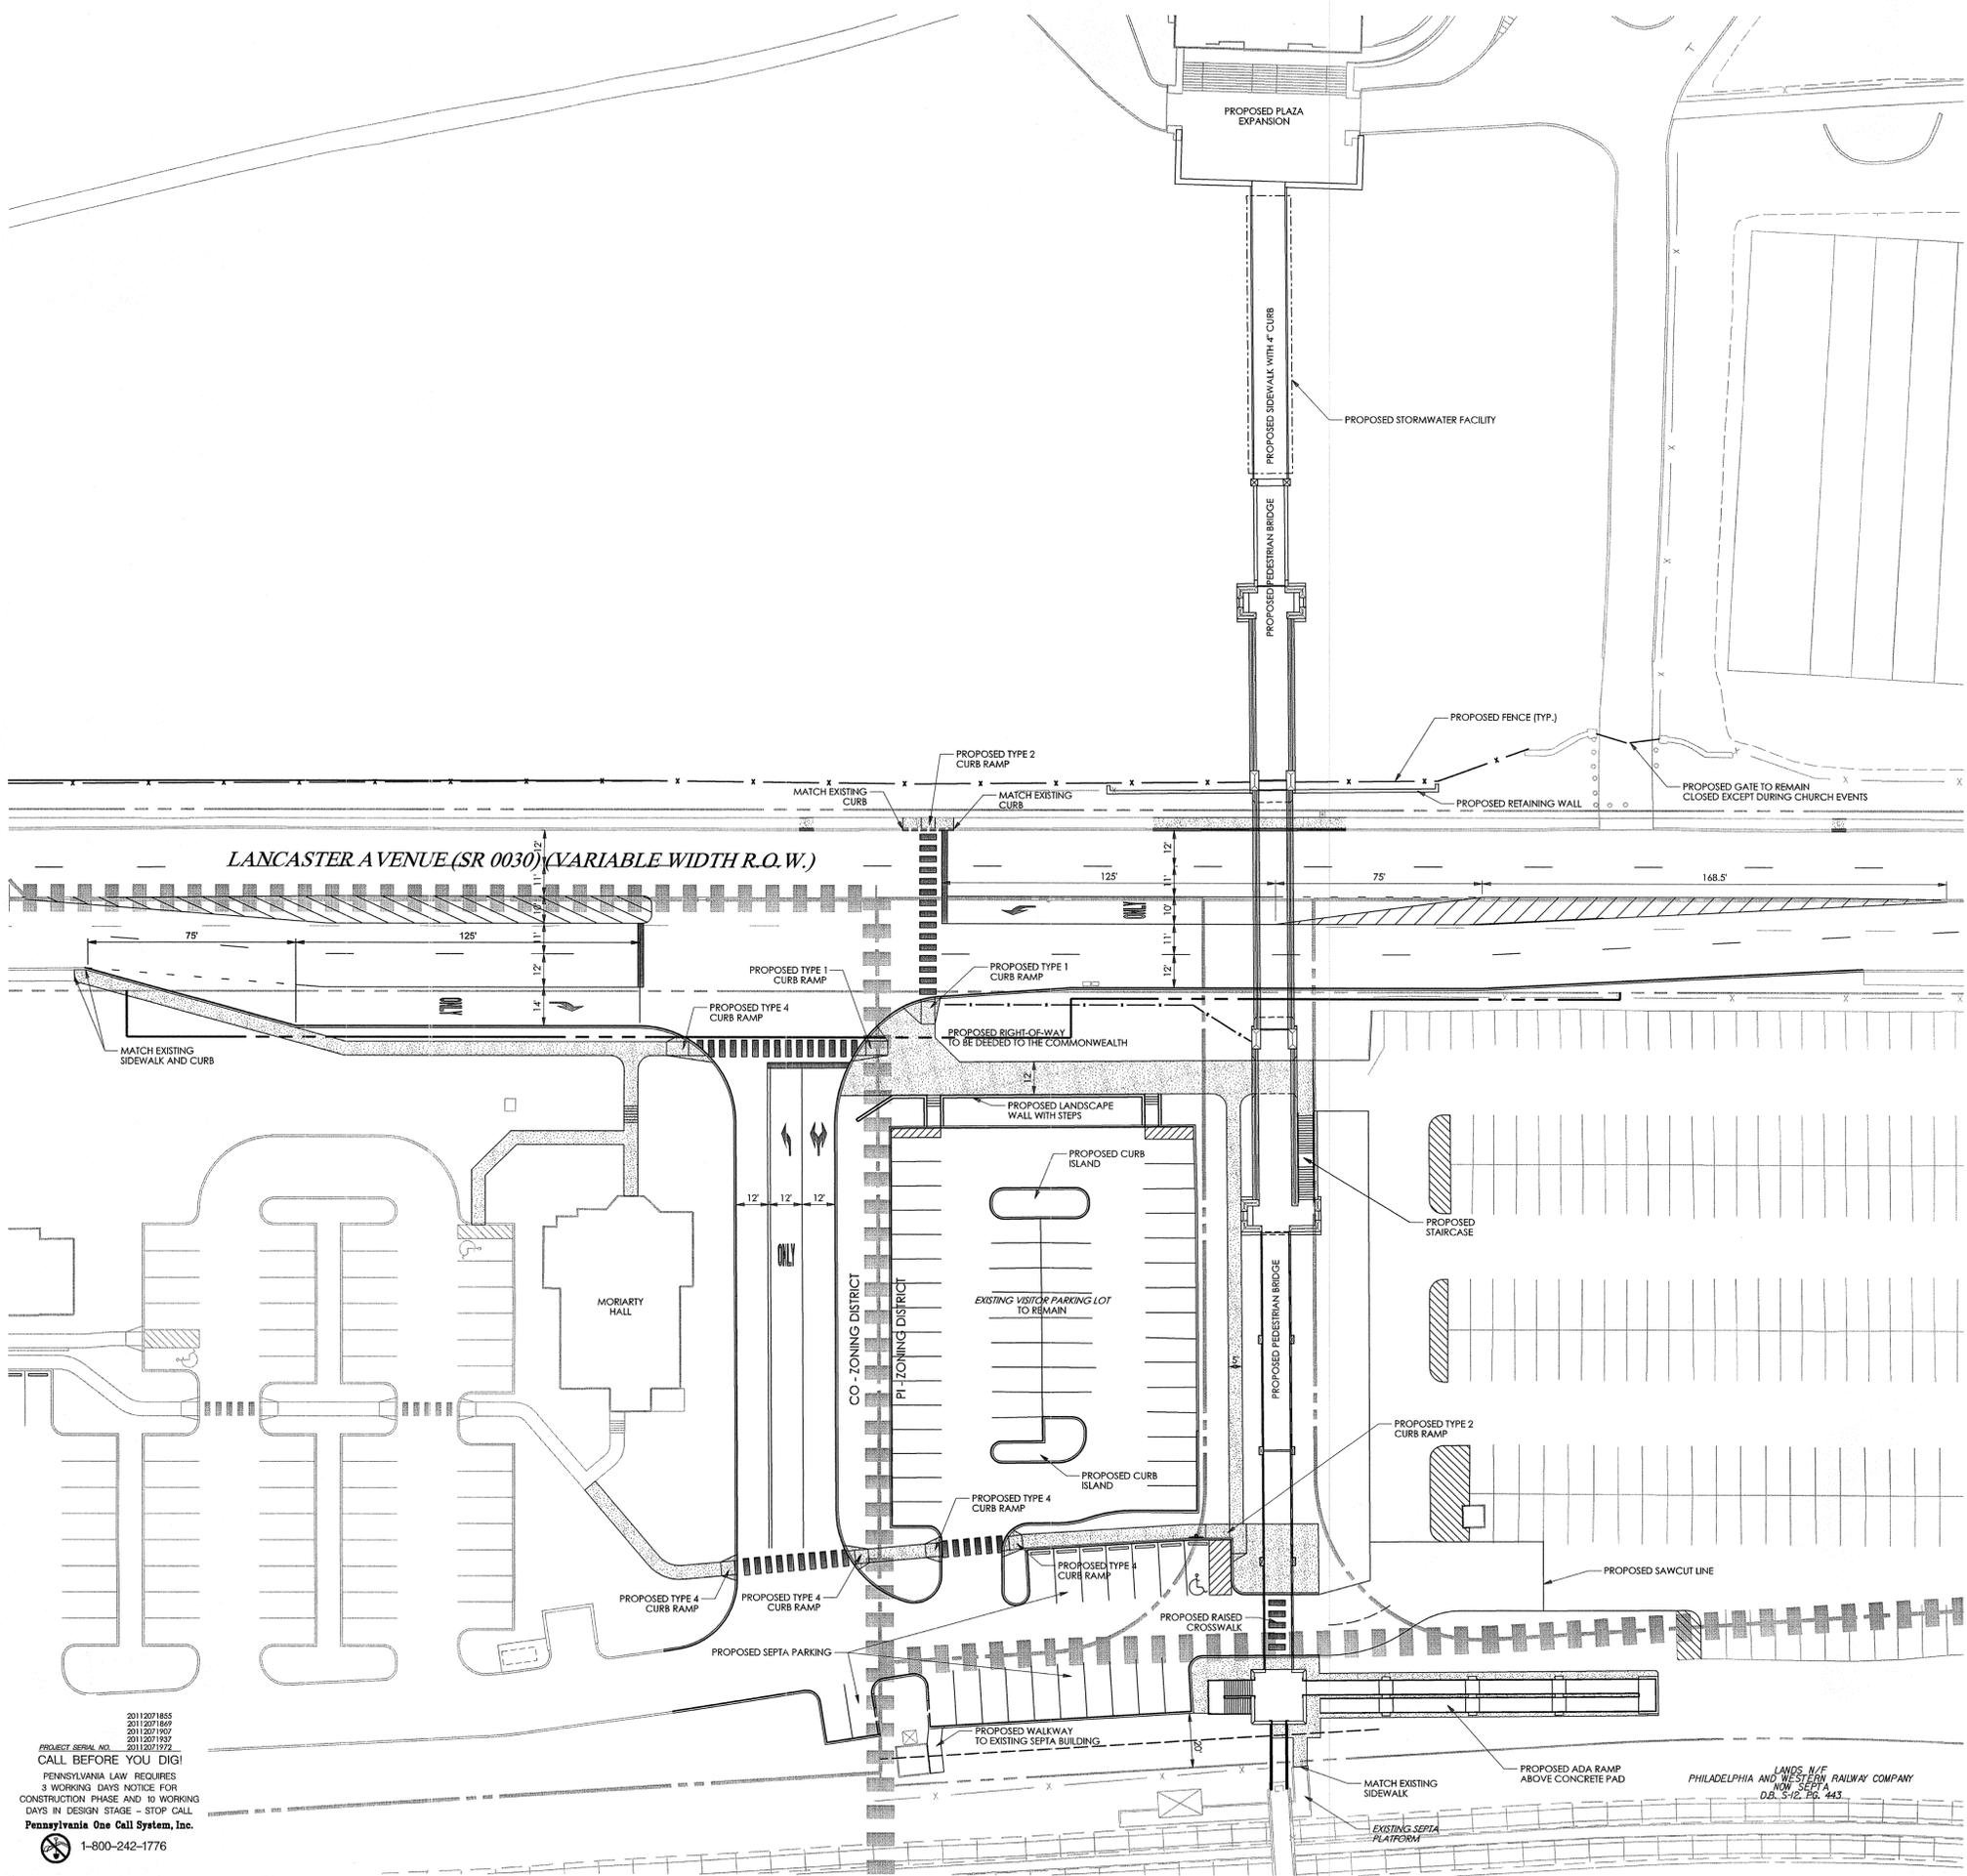 PROPOSED PLAZA
EXPANSION
PROPOSED SIDEWALK WITH 4" CURB
PROPOSED STORMWATER FACILITY
PROPOSED PEDESTRIAN BRIDGE
PROPOSED FENCE (TYP.)
PROPOSED TYPE 2
CURB RAMP
MATCH EXISTING
CURB
MATCH EXISTING
CURB
PROPOSED RETAINING WALL
PROPOSED GATE TO REMAIN
CLOSED EXCEPT DURING CHURCH EVENTS
LANCASTER AVENUE (SR 0030) (VARIABLE WIDTH R.O.W.)
12'
11'
10'
11'
12'
14'
12'
11'
10'
11'
12'
125'
75'
168.5'
ONLY
75'
125'
ONLY
PROPOSED TYPE 1
CURB RAMP
PROPOSED TYPE 1
CURB RAMP
PROPOSED TYPE 4
CURB RAMP
PROPOSED RIGHT-OF-WAY
TO BE DEEDED TO THE COMMONWEALTH
MATCH EXISTING
SIDEWALK AND CURB
12'
PROPOSED LANDSCAPE
WALL WITH STEPS
PROPOSED CURB
ISLAND
12'
12'
12'
ONLY
PROPOSED
STAIRCASE
MORIARTY
HALL
CO - ZONING DISTRICT
PI - ZONING DISTRICT
EXISTING VISITOR PARKING LOT
TO REMAIN
5'
PROPOSED PEDESTRIAN BRIDGE
PROPOSED TYPE 2
CURB RAMP
PROPOSED CURB
ISLAND
PROPOSED TYPE 4
CURB RAMP
PROPOSED TYPE 4
CURB RAMP
PROPOSED TYPE 4
CURB RAMP
PROPOSED TYPE 4
CURB RAMP
PROPOSED SAWCUT LINE
PROPOSED RAISED
CROSSWALK
PROPOSED SEPTA PARKING
PROPOSED WALKWAY
TO EXISTING SEPTA BUILDING
20'
PROPOSED ADA RAMP
ABOVE CONCRETE PAD
MATCH EXISTING
SIDEWALK
EXISTING SEPTA
PLATFORM
LANDS N/F
PHILADELPHIA AND WESTERN RAILWAY COMPANY
NOW SEPTA
D.B. S-12, PG. 443
20112071855
20112071869
20112071907
20112071937
PROJECT SERIAL NO. 20112071972
CALL BEFORE YOU DIG!
PENNSYLVANIA LAW REQUIRES
3 WORKING DAYS NOTICE FOR
CONSTRUCTION PHASE AND 10 WORKING
DAYS IN DESIGN STAGE - STOP CALL
Pennsylvania One Call System, Inc.
1-800-242-1776